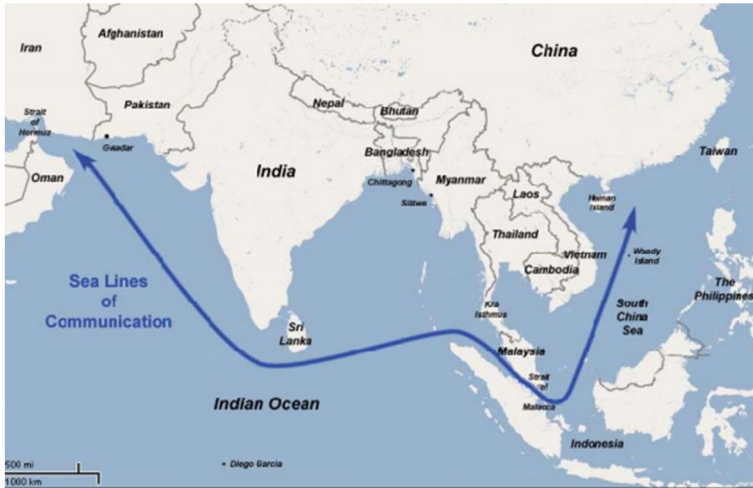 Afghanistan
Iran
China
Strait
of
Hormuz
Pakistan
Nepal
Bhutan
Gwadar
Taiwan
Oman
India
Bangladesh
Myanmar
Chittagong
Sittwe
Laos
Hainan
Island
Thailand
Vietnam
Woody
Island
Cambodia
Sea Lines
of
Communication
The
Philippines
Kra
Isthmus
South
China
Sea
Sri
Lanka
Malaysia
Strait
of
Malacca
Indian Ocean
Indonesia
Diego Garcia
500 mi
1000 km